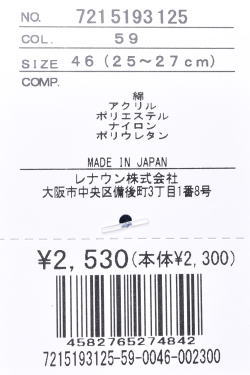 NO. 7215193125
COL. 59
SIZE 46(25～27cm)
COMP.
綿
アクリル
ポリエステル
ナイロン
ポリウレタン
MADE IN JAPAN
レナウン株式会社
大阪市中央区備後町3丁目1番8号
¥2,530(本体¥2,300)
4582765274842
7215193125-59-0046-002300